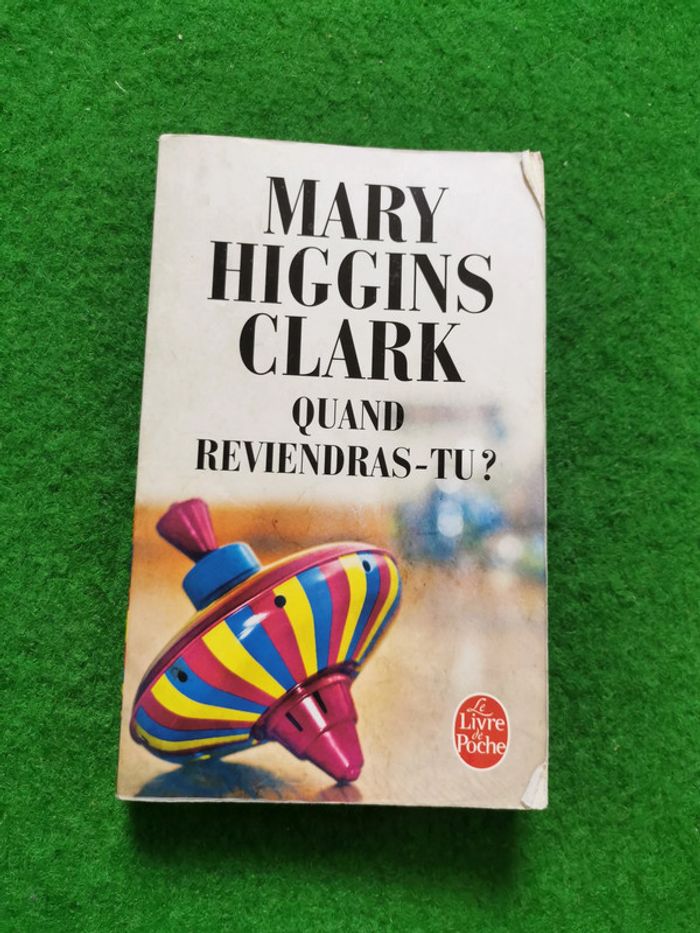 MARY
HIGGINS
CLARK
QUAND
REVIENDRAS-TU ?
Le
Livre
de
Poche